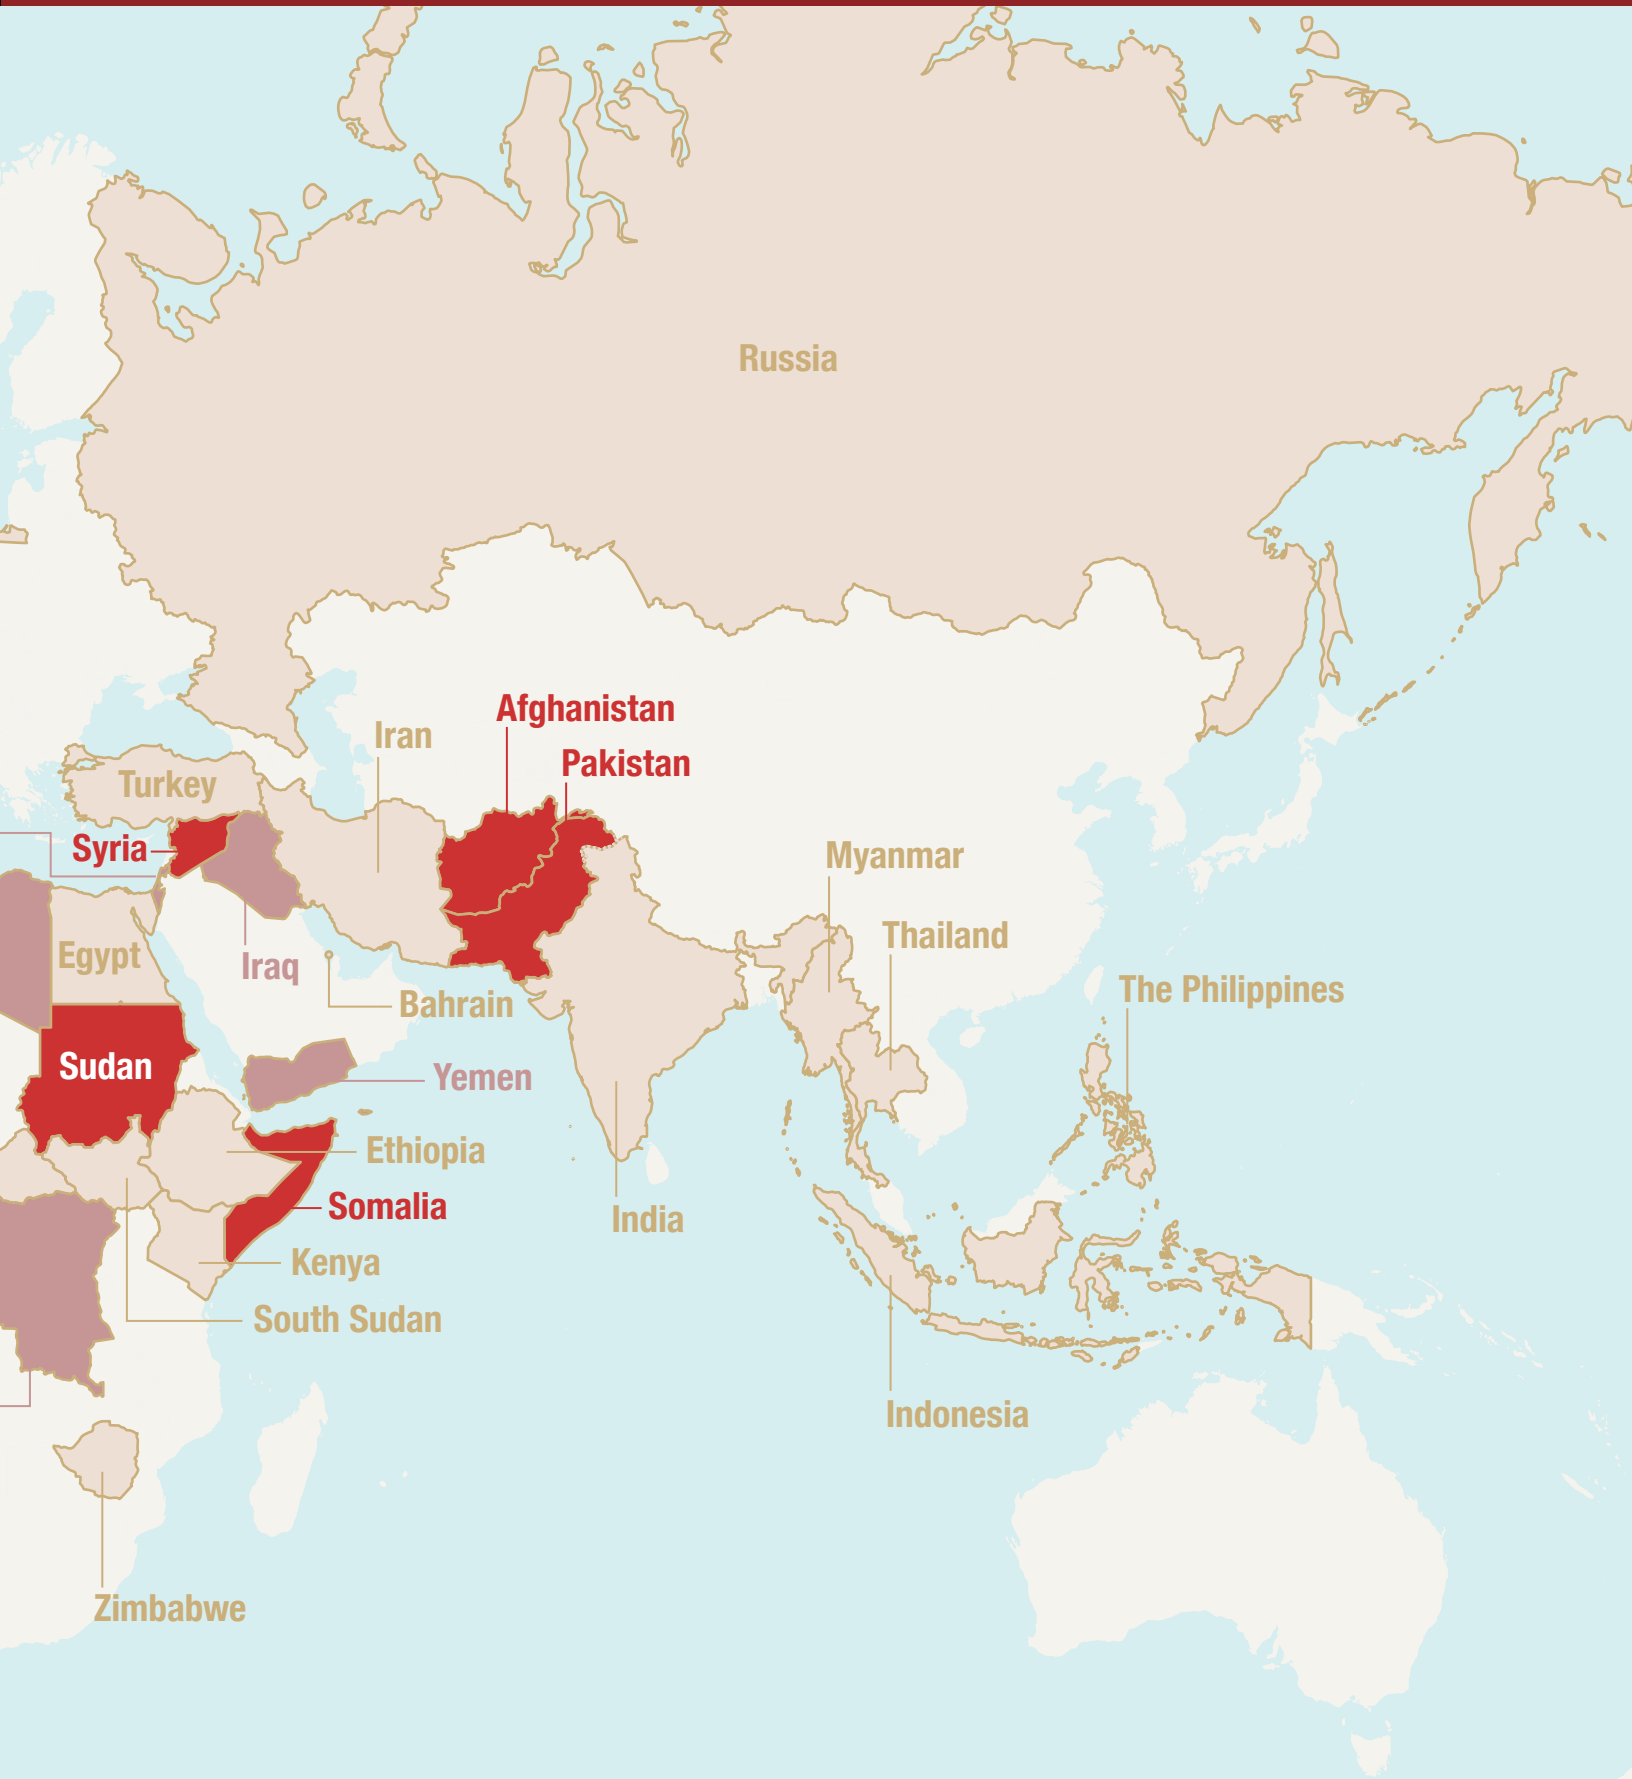 Russia
Afghanistan
Iran
Pakistan
Turkey
Syria
Myanmar
Thailand
Egypt
Iraq
The Philippines
Bahrain
Sudan
Yemen
Ethiopia
Somalia
India
Kenya
South Sudan
Indonesia
Zimbabwe